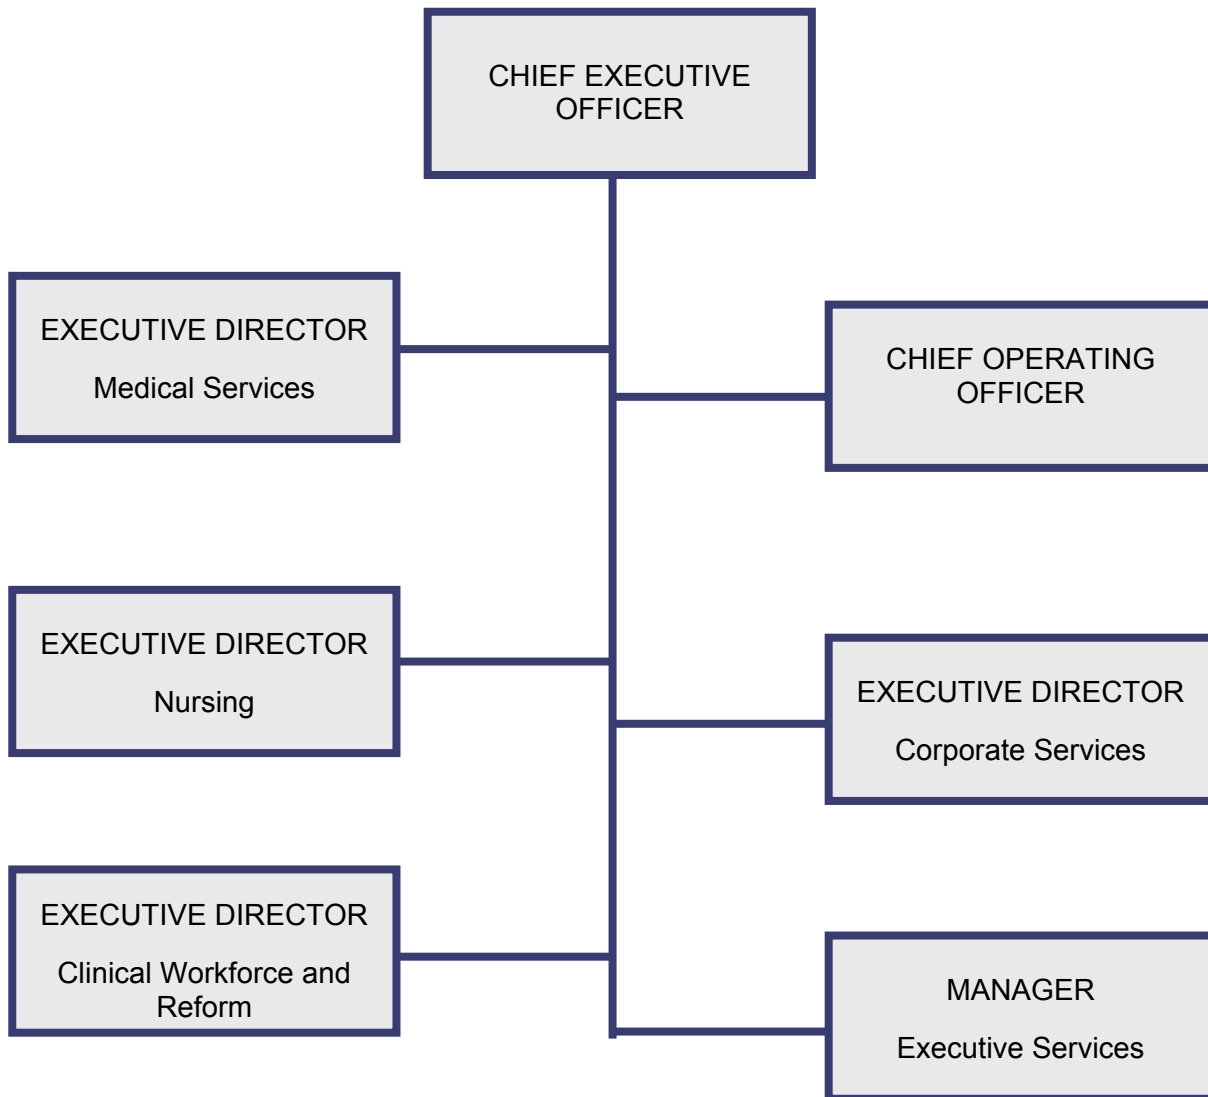 CHIEF EXECUTIVE
OFFICER
EXECUTIVE DIRECTOR
Medical Services
CHIEF OPERATING
OFFICER
EXECUTIVE DIRECTOR
Nursing
EXECUTIVE DIRECTOR
Corporate Services
EXECUTIVE DIRECTOR
Clinical Workforce and
Reform
MANAGER
Executive Services